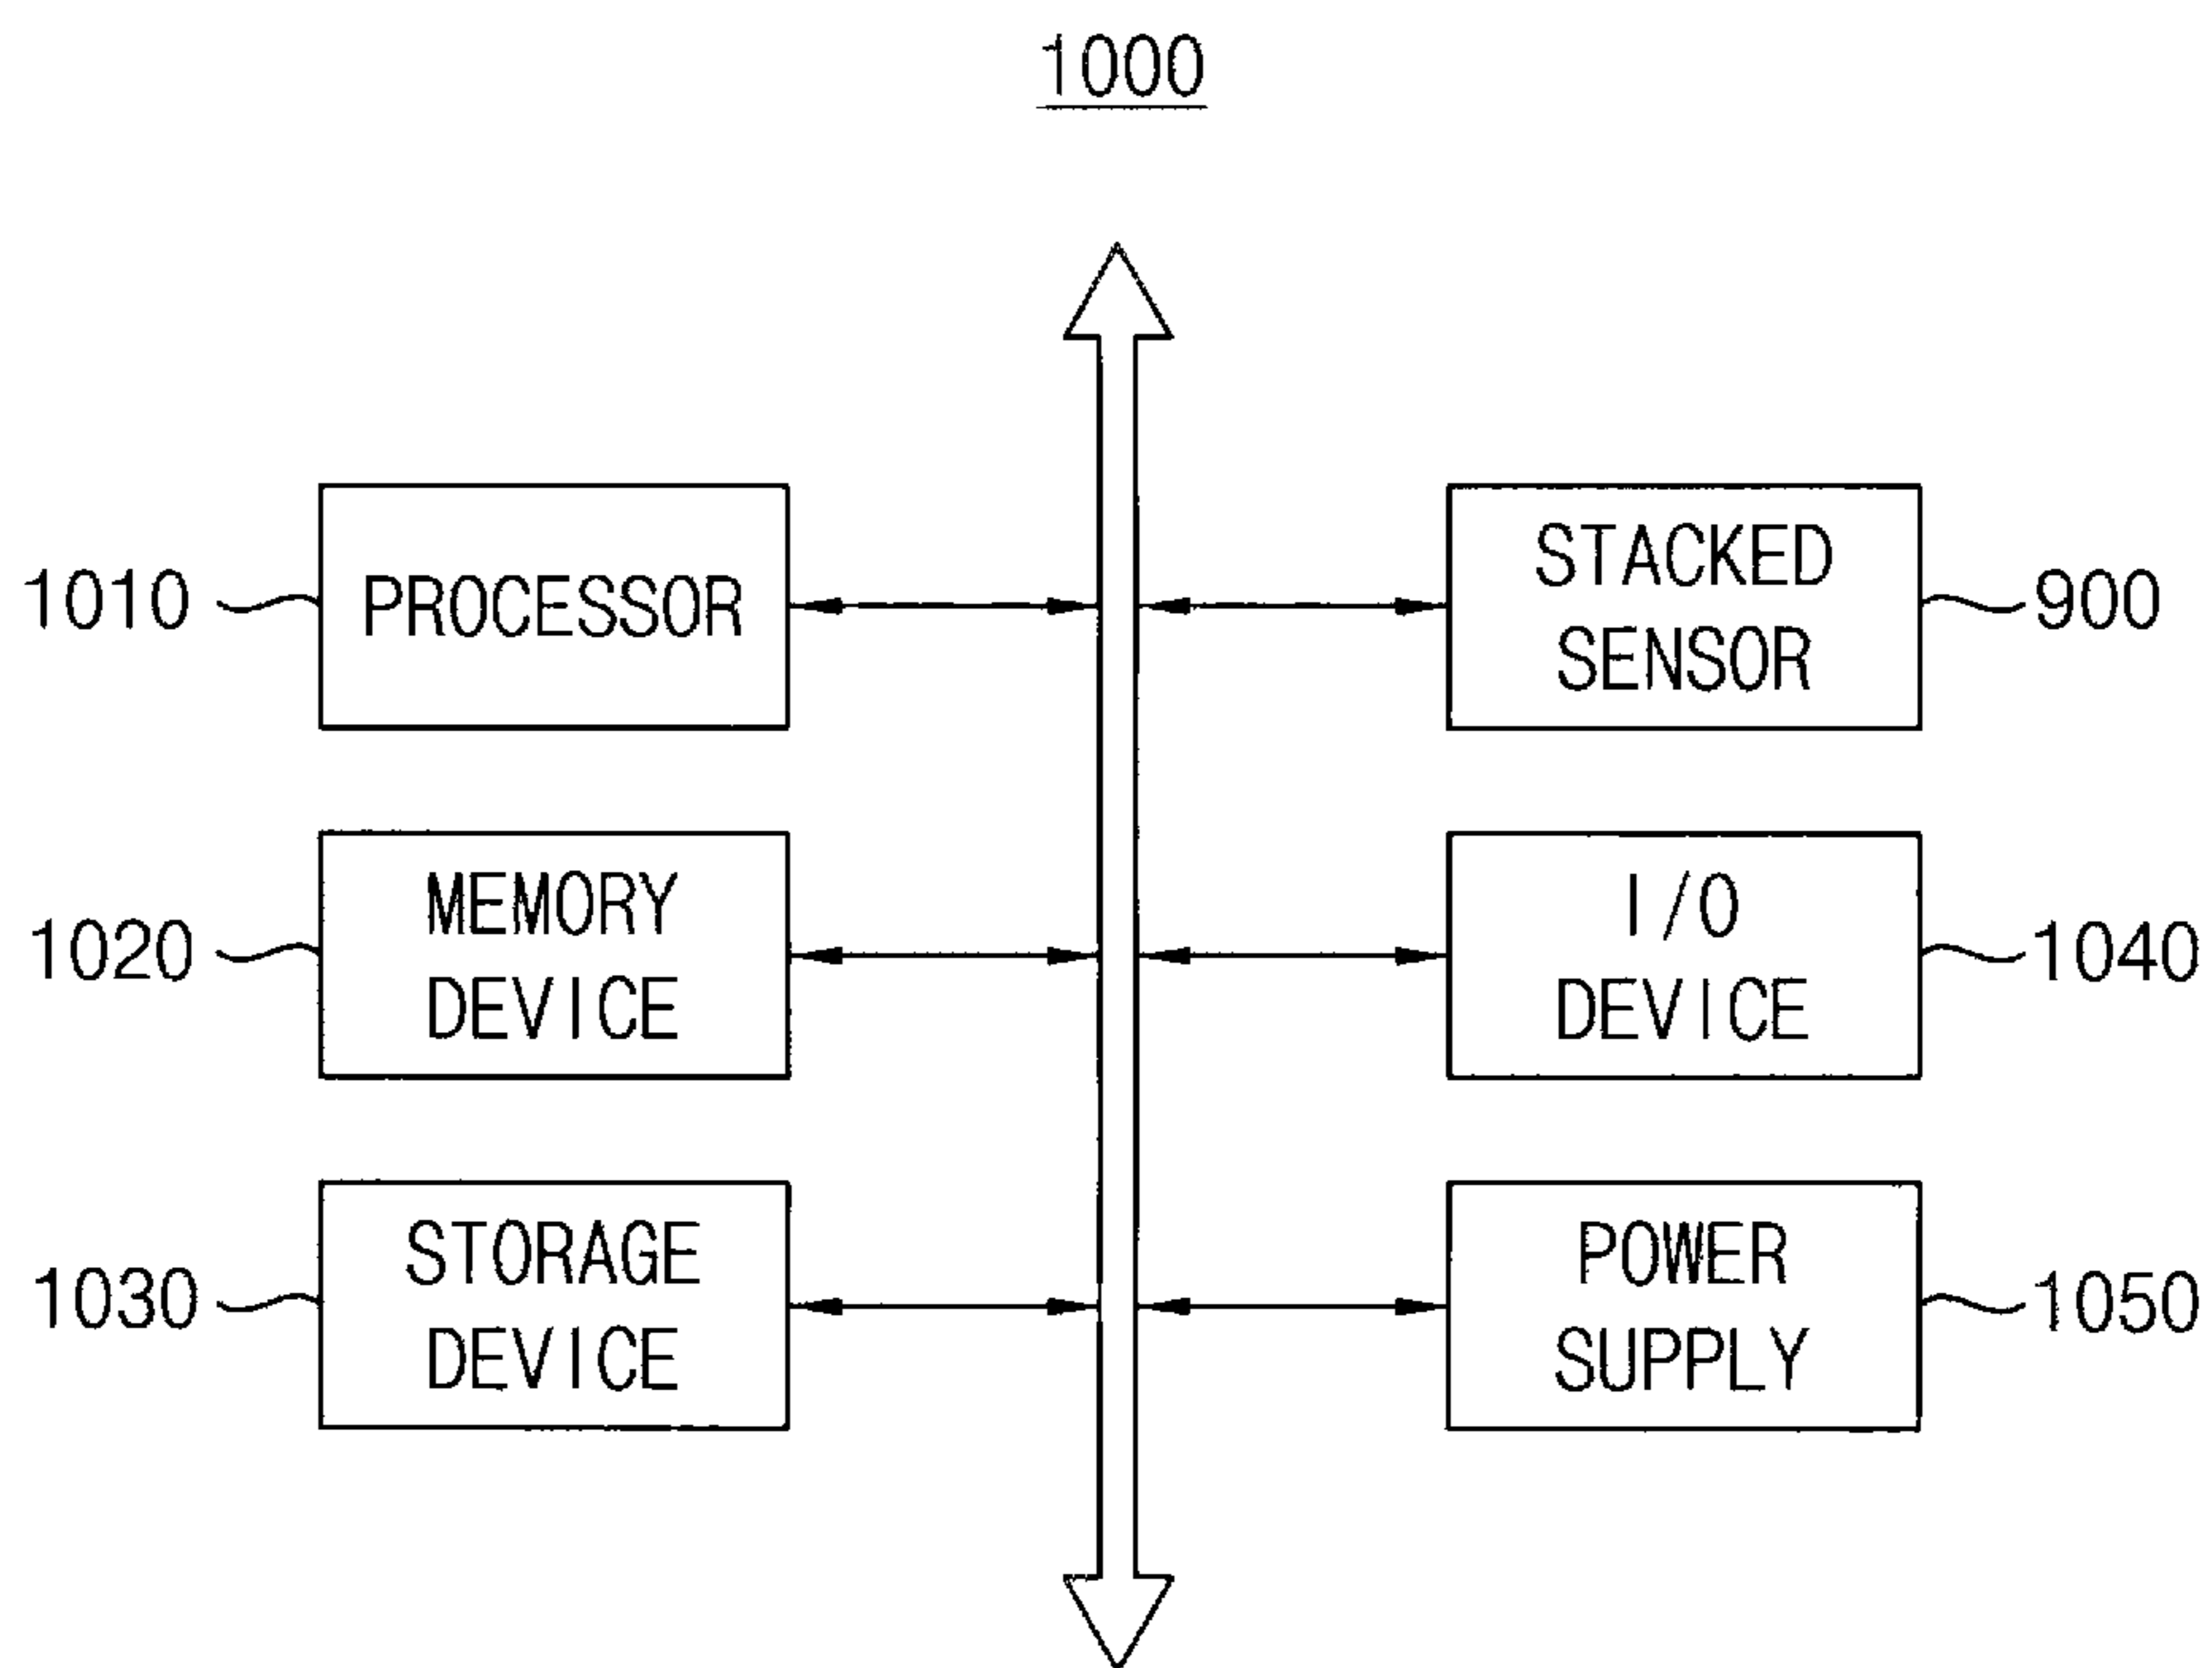 1000
1010
PROCESSOR
STACKED
SENSOR
900
1020
MEMORY
DEVICE
I/O
DEVICE
1040
1030
STORAGE
DEVICE
POWER
SUPPLY
1050